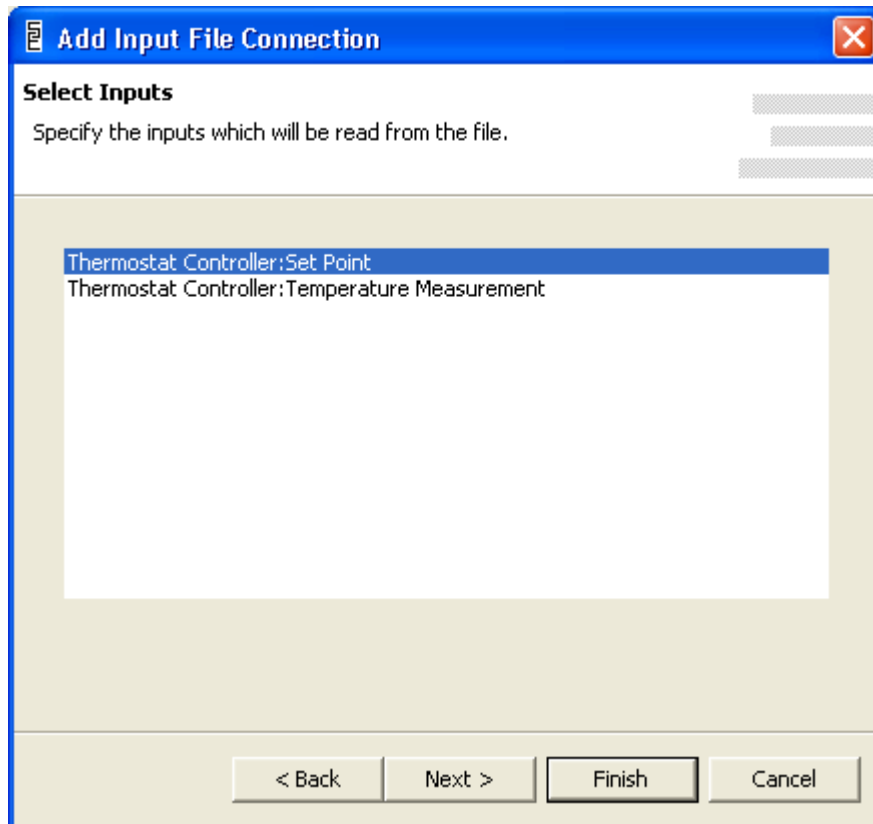 Add Input File Connection
Select Inputs
Specify the inputs which will be read from the file.
Thermostat Controller:Set Point
Thermostat Controller:Temperature Measurement
< Back Next > Finish Cancel